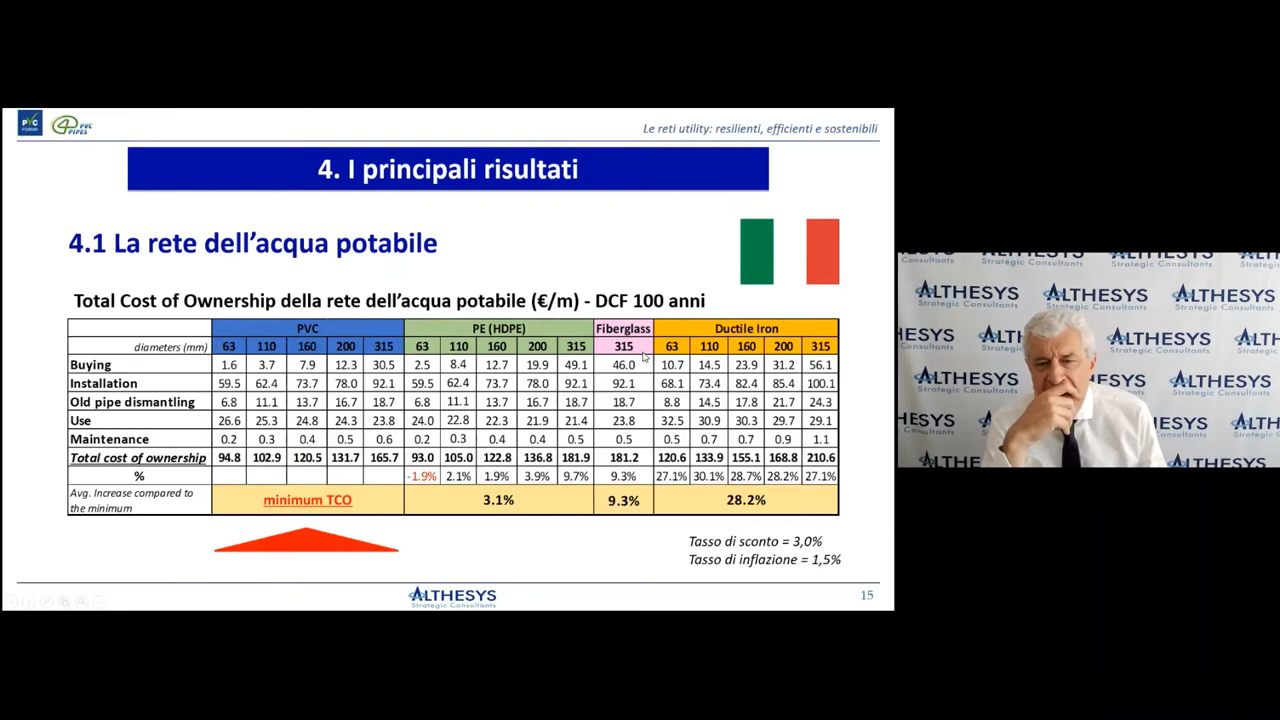 PVC FORUM
4 PVC PIPES
Le reti utility: resilienti, efficienti e sostenibili
4. I principali risultati
4.1 La rete dell'acqua potabile
Total Cost of Ownership della rete dell'acqua potabile (€/m) - DCF 100 anni
PVC PE (HDPE) Fiberglass Ductile Iron
diameters (mm) 63 110 160 200 315 63 110 160 200 315 315 63 110 160 200 315
Buying 1.6 3.7 7.9 12.3 30.5 2.5 8.4 12.7 19.9 49.1 46.0 10.7 14.5 23.9 31.2 56.1
Installation 59.5 62.4 73.7 78.0 92.1 59.5 62.4 73.7 78.0 92.1 92.1 68.1 73.4 82.4 85.4 100.1
Old pipe dismantling 6.8 11.1 13.7 16.7 18.7 6.8 11.1 13.7 16.7 18.7 18.7 8.8 14.5 17.8 21.7 24.3
Use 26.6 25.3 24.8 24.3 23.8 24.0 22.8 22.3 21.9 21.4 23.8 32.5 30.9 30.3 29.7 29.1
Maintenance 0.2 0.3 0.4 0.5 0.6 0.2 0.3 0.4 0.4 0.5 0.5 0.5 0.7 0.7 0.9 1.1
Total cost of ownership 94.8 102.9 120.5 131.7 165.7 93.0 105.0 122.8 136.8 181.9 181.2 120.6 133.9 155.1 168.8 210.6
% -1.9% 2.1% 1.9% 3.9% 9.7% 9.3% 27.1% 30.1% 28.7% 28.2% 27.1%
Avg. Increase compared to
the minimum
minimum TCO 3.1% 9.3% 28.2%
Tasso di sconto = 3,0%
Tasso di inflazione = 1,5%
ALTHESYS
Strategic Consultants
15
ALTHESYS
Strategic Consultants